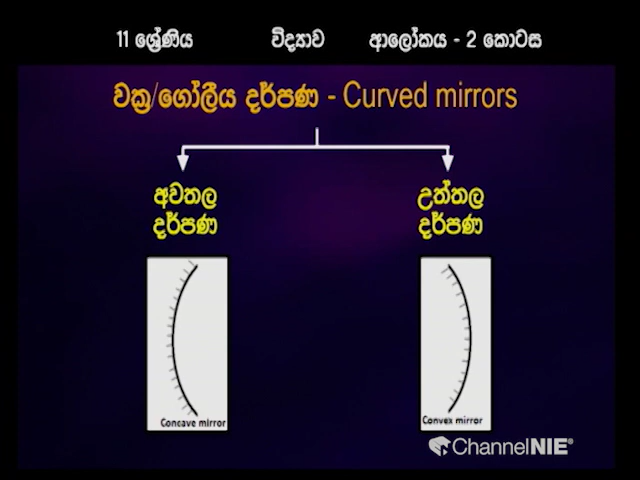 11 ශ්‍රේණිය විද්‍යාව ආලෝකය - 2 කොටස
වක්‍ර/ගෝලීය දර්පණ - Curved mirrors
අවතල
දර්පණ
උත්තල
දර්පණ
Concave mirror
Convex mirror
ChannelNIE®